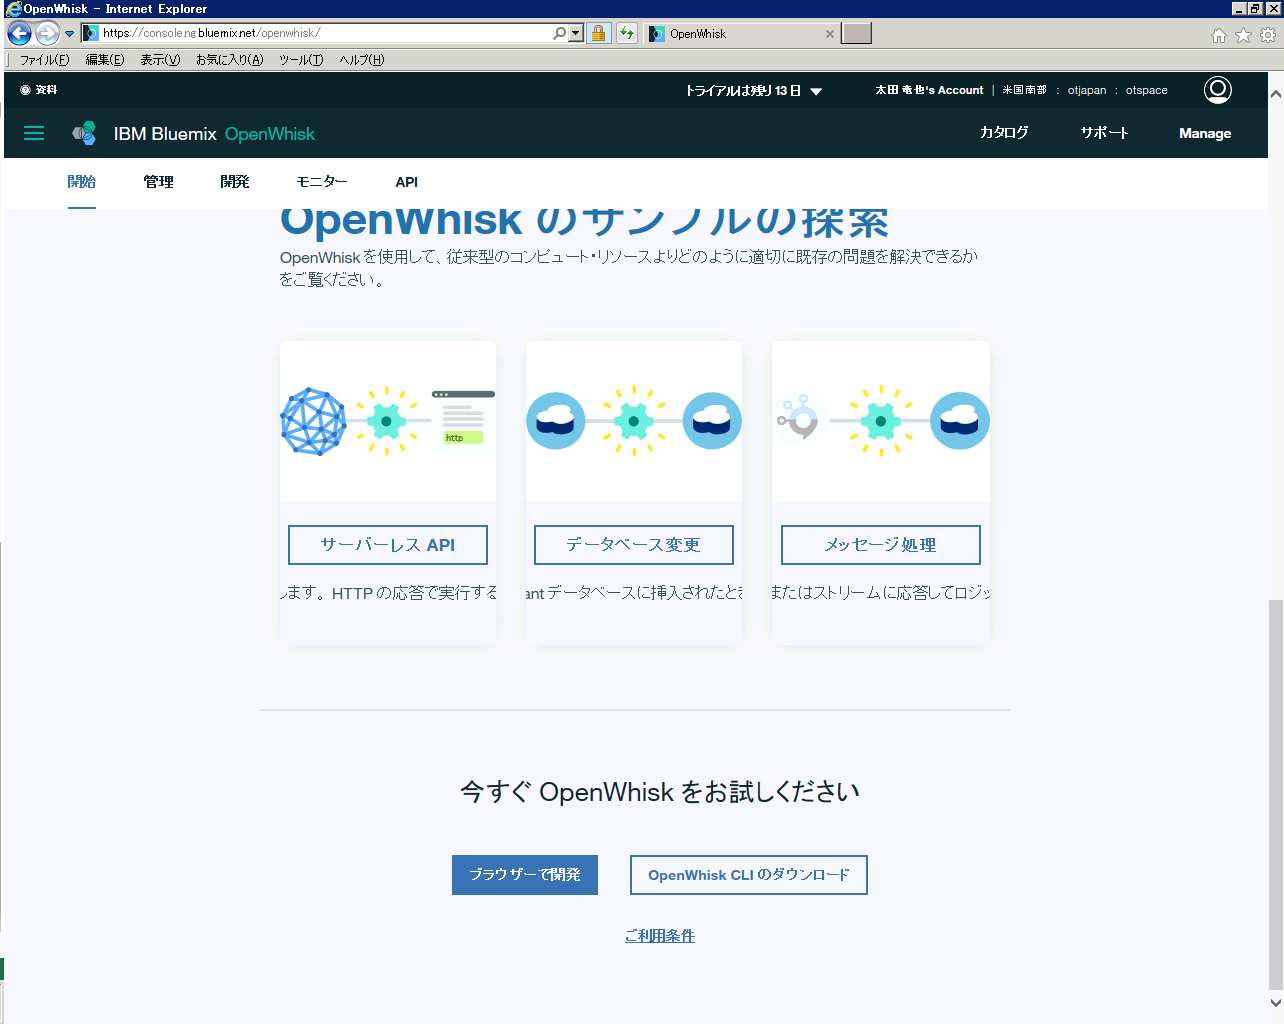 OpenWhisk - Internet Explorer
https://console.ng.bluemix.net/openwhisk/
OpenWhisk
ファイル(F) 編集(E) 表示(V) お気に入り(A) ツール(T) ヘルプ(H)
資料
トライアルは残り 13 日
太田 竜也's Account | 米国南部 : otjapan : otspace
IBM Bluemix OpenWhisk
カタログ サポート Manage
開始 管理 開発 モニター API
OpenWhisk のサンプルの探索
OpenWhisk を使用して、従来型のコンピュート・リソースよりどのように適切に既存の問題を解決できるか
をご覧ください。
http
サーバーレス API
データベース変更
メッセージ処理
します。HTTP の応答で実行する
ant データベースに挿入されたとき
またはストリームに応答してロジッ
今すぐ OpenWhisk をお試しください
ブラウザーで開発
OpenWhisk CLI のダウンロード
ご利用条件